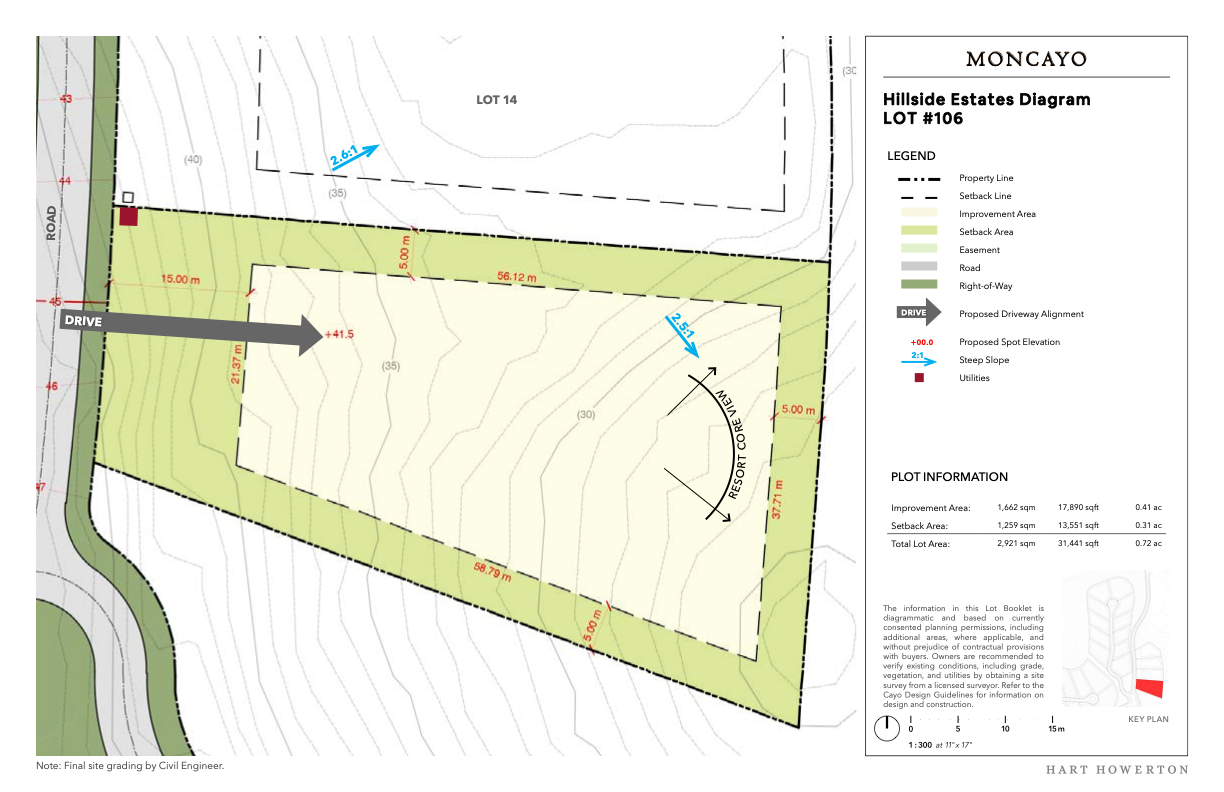 43
LOT 14
(30
2.6:1
(40)
44
(35)
ROAD
5.00 m
15.00 m
56.12 m
45
DRIVE
+41.5
2.5:1
21.37 m
(35)
46
(30)
5.00 m
RESORT CORE VIEW
47
37.71 m
58.79 m
5.00 m
Note: Final site grading by Civil Engineer.
MONCAYO
Hillside Estates Diagram
LOT #106
LEGEND
Property Line
Setback Line
Improvement Area
Setback Area
Easement
Road
Right-of-Way
DRIVE Proposed Driveway Alignment
+00.0 Proposed Spot Elevation
2:1 Steep Slope
Utilities
PLOT INFORMATION
Improvement Area: 1,662 sqm 17,890 sqft 0.41 ac
Setback Area: 1,259 sqm 13,551 sqft 0.31 ac
Total Lot Area: 2,921 sqm 31,441 sqft 0.72 ac
The information in this Lot Booklet is
diagrammatic and based on currently
consented planning permissions, including
additional areas, where applicable, and
without prejudice of contractual provisions
with buyers. Owners are recommended to
verify existing conditions, including grade,
vegetation, and utilities by obtaining a site
survey from a licensed surveyor. Refer to the
Cayo Design Guidelines for information on
design and construction.
KEY PLAN
0 5 10 15 m
1 : 300 at 11" x 17"
HART HOWERTON